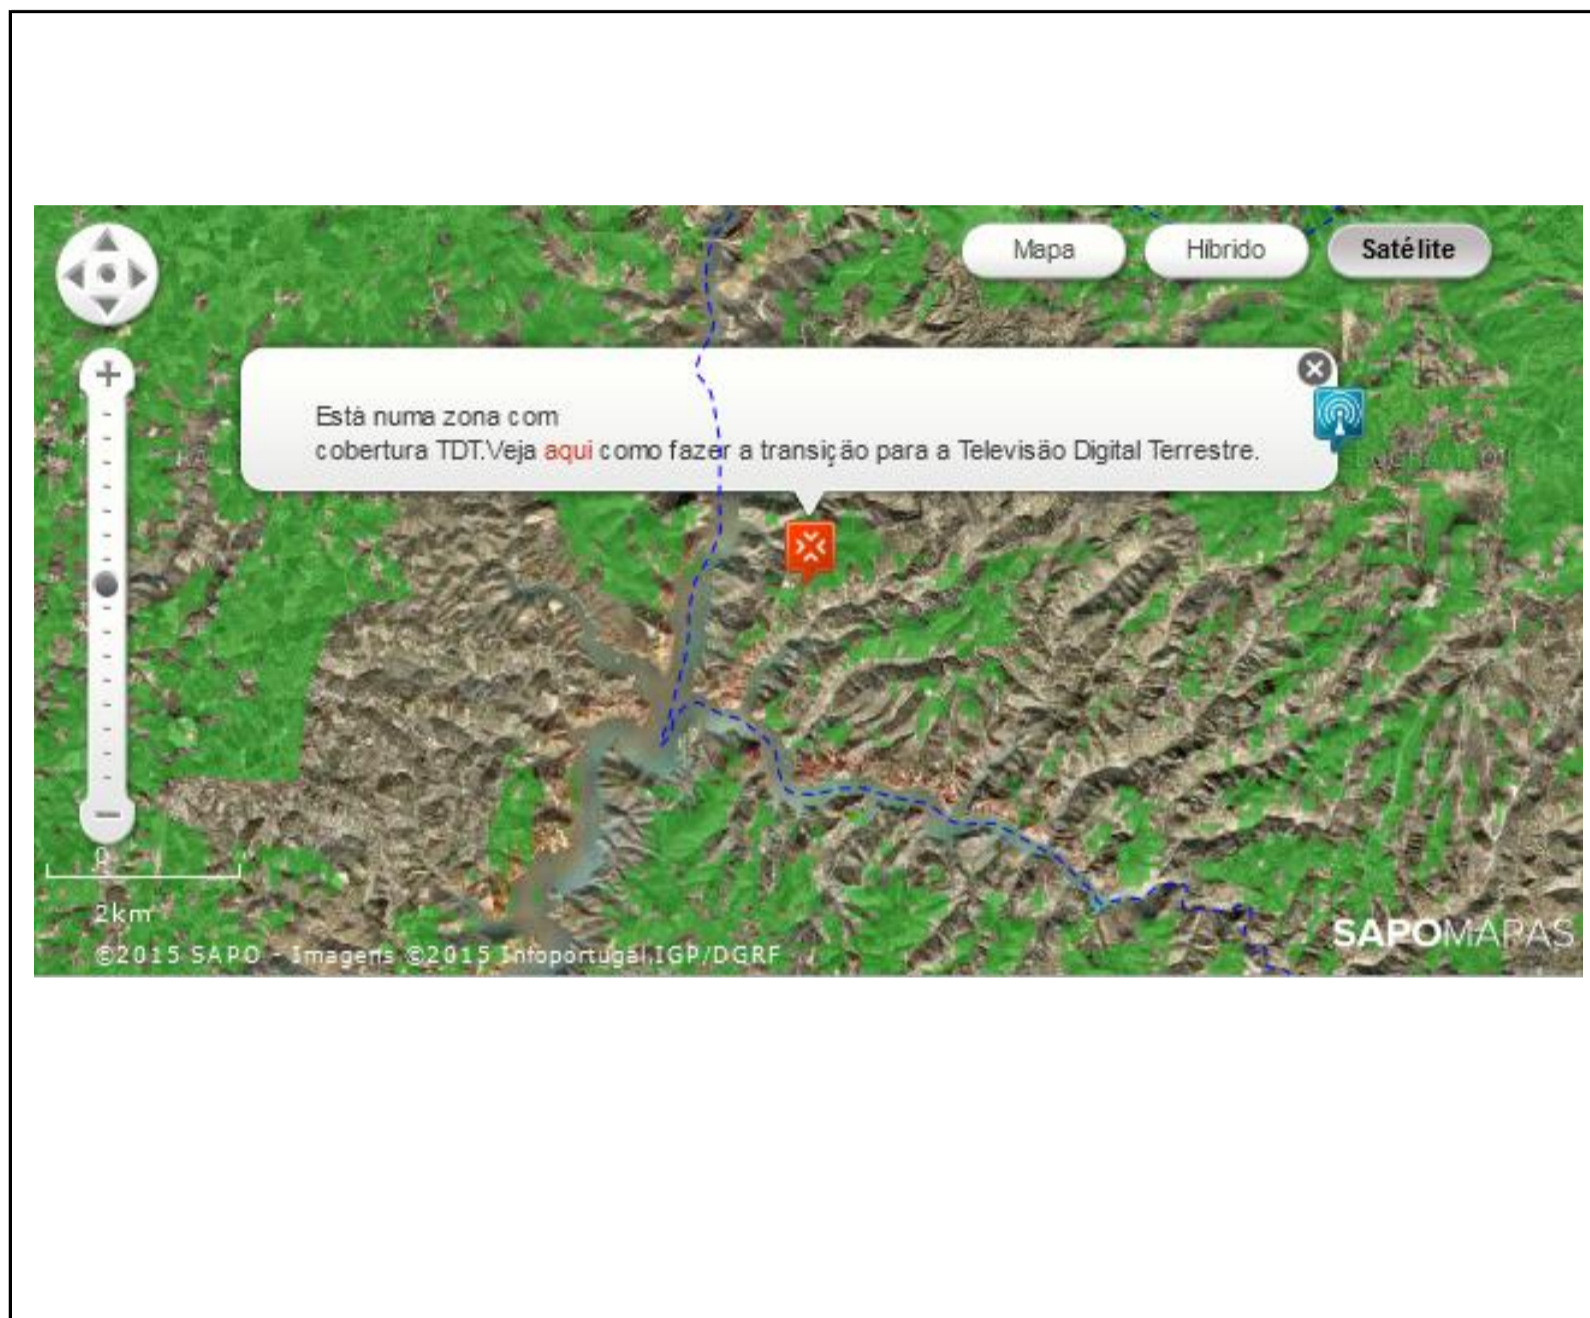 Mapa
Híbrido
Satélite
Está numa zona com
cobertura TDT.Veja aqui como fazer a transição para a Televisão Digital Terrestre.
0
2km
©2015 SAPO - Imagens ©2015 Infoportugal,IGP/DGRF
SAPOMAPAS